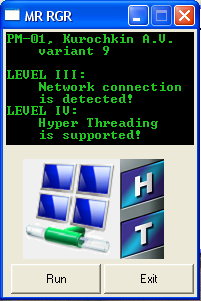 MR RGR
PM-01, Kurochkin A.V.
variant 9
LEVEL III:
Network connection
is detected!
LEVEL IV:
Hyper Threading
is supported!
H
T
Run
Exit